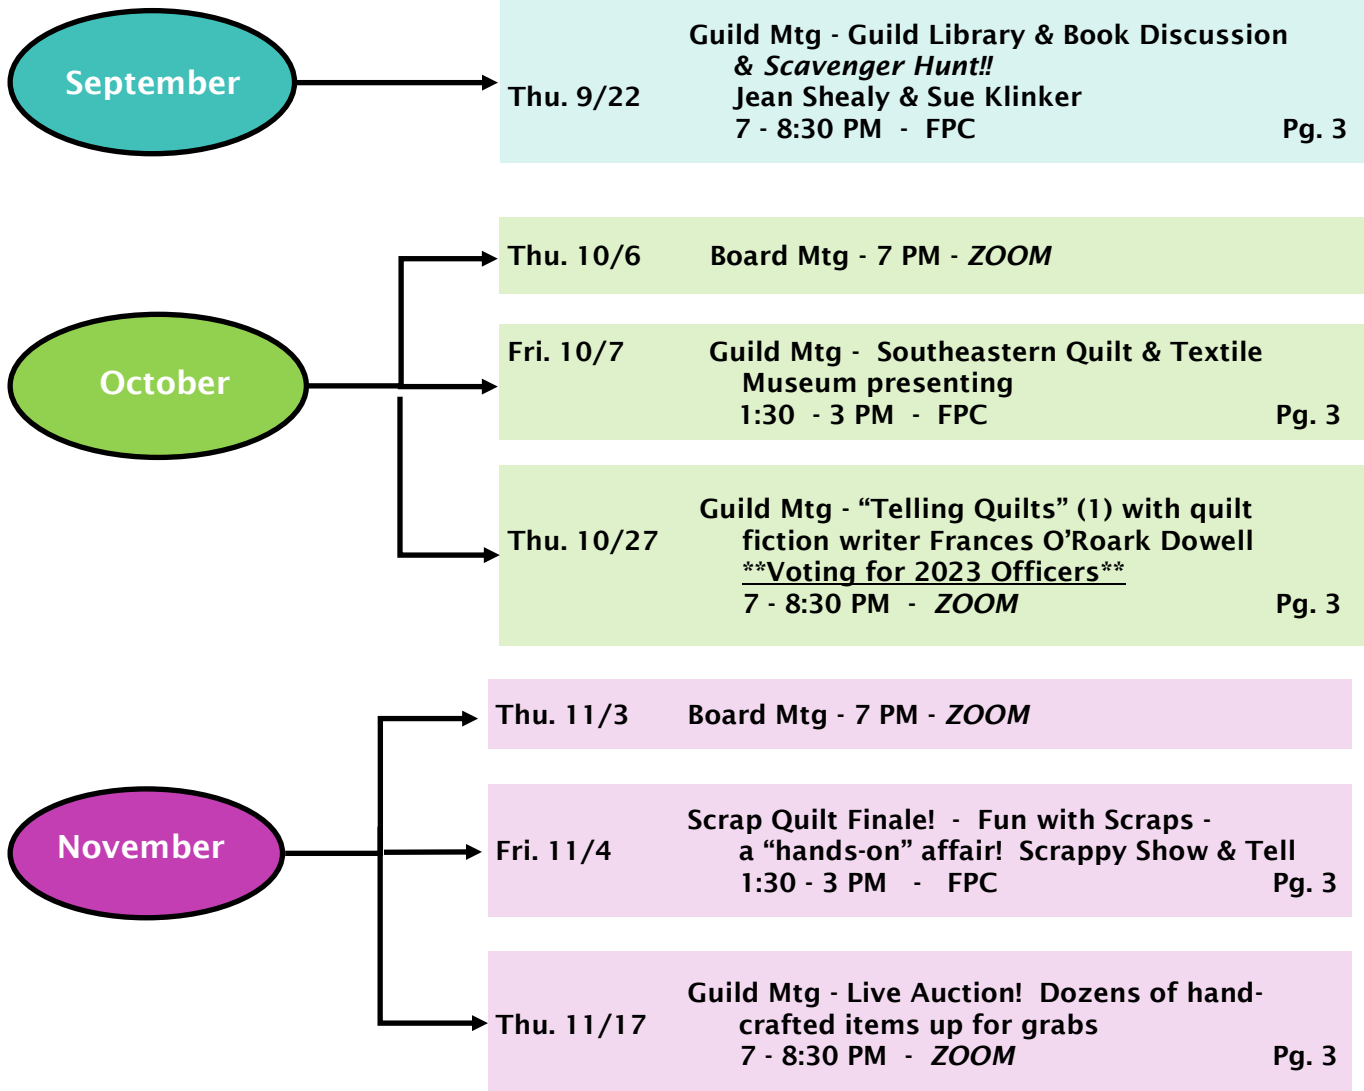 September
Guild Mtg - Guild Library & Book Discussion
& Scavenger Hunt!!
Thu. 9/22 Jean Shealy & Sue Klinker
7 - 8:30 PM - FPC Pg. 3
October
Thu. 10/6 Board Mtg - 7 PM - ZOOM
Fri. 10/7 Guild Mtg - Southeastern Quilt & Textile
Museum presenting
1:30 - 3 PM - FPC Pg. 3
Guild Mtg - “Telling Quilts” (1) with quilt
Thu. 10/27 fiction writer Frances O’Roark Dowell
**Voting for 2023 Officers**
7 - 8:30 PM - ZOOM Pg. 3
November
Thu. 11/3 Board Mtg - 7 PM - ZOOM
Scrap Quilt Finale! - Fun with Scraps -
Fri. 11/4 a “hands-on” affair! Scrappy Show & Tell
1:30 - 3 PM - FPC Pg. 3
Guild Mtg - Live Auction! Dozens of hand-
Thu. 11/17 crafted items up for grabs
7 - 8:30 PM - ZOOM Pg. 3